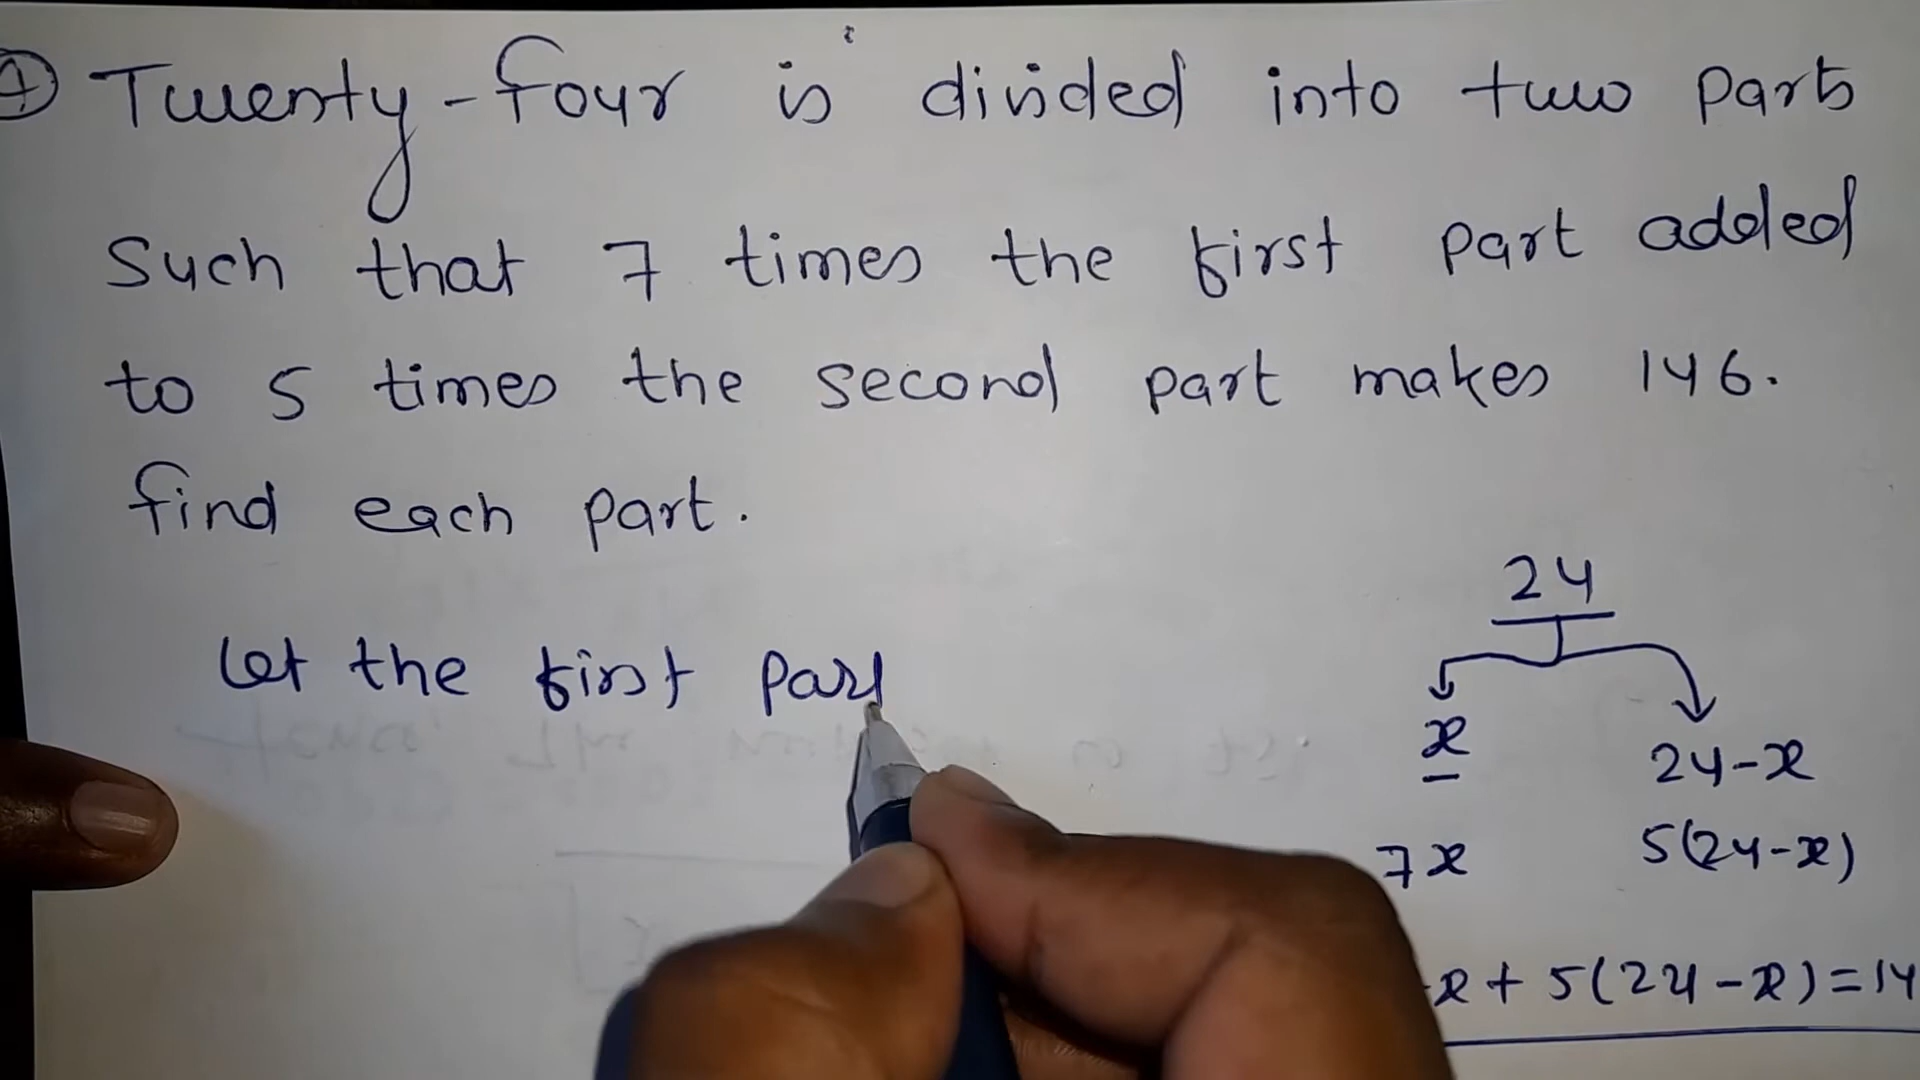 Twenty-four is divided into two parts
Such that 7 times the first part added
to 5 times the second part makes 146.
find each part.
24
x
24-x
7x
5(24-x)
x + 5(24-x) = 14
Let the first part